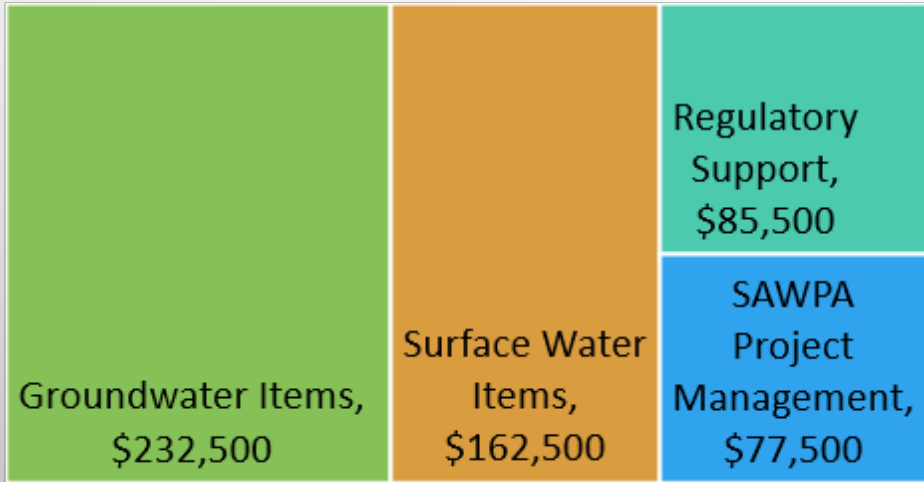 Groundwater Items,
$232,500
Surface Water
Items,
$162,500
Regulatory
Support,
$85,500
SAWPA
Project
Management,
$77,500